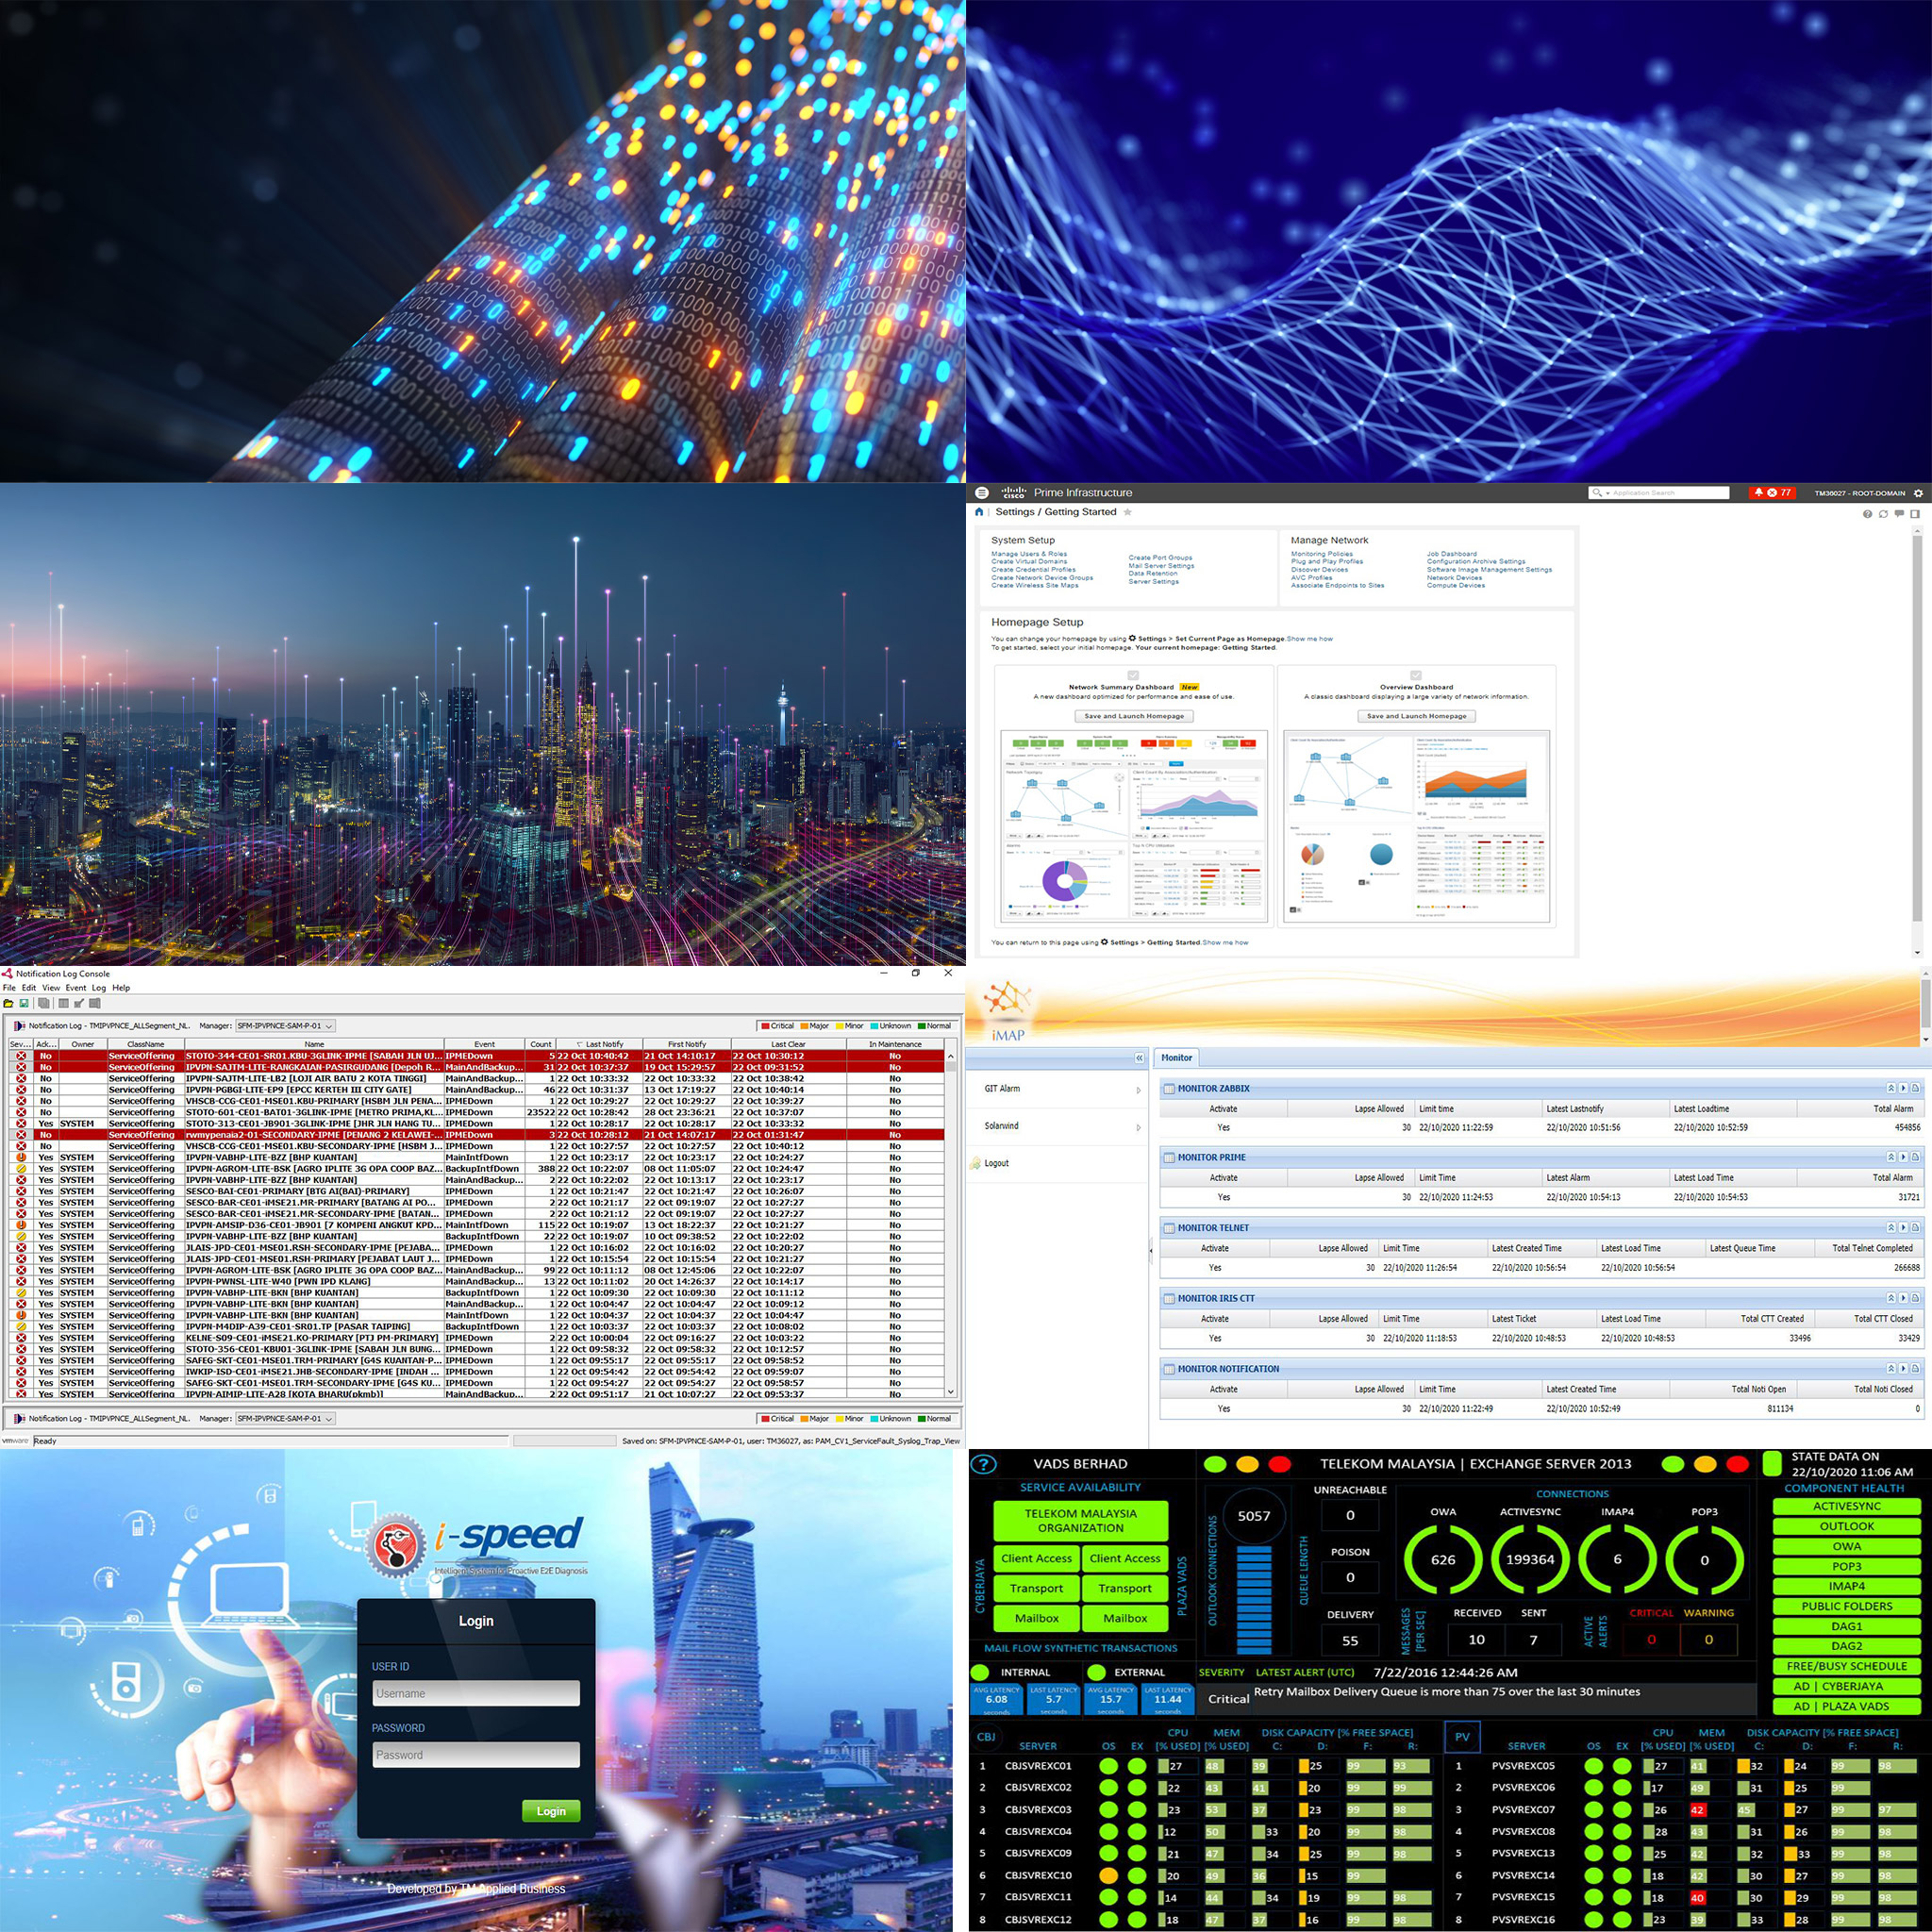 cisco Prime Infrastructure
Application Search
77
TM36027 - ROOT-DOMAIN
Settings / Getting Started
System Setup
Manage Users & Roles
Create Virtual Domains
Create Credential Profiles
Create Network Device Groups
Create Wireless Site Maps
Create Port Groups
Mail Server Settings
Data Retention
Server Settings
Manage Network
Monitoring Policies
Plug and Play Profiles
Discover Devices
AVC Profiles
Associate Endpoints to Sites
Job Dashboard
Configuration Archive Settings
Software Image Management Settings
Network Devices
Compute Devices
Homepage Setup
You can change your homepage by using Settings > Set Current Page as Homepage. Show me how
To get started, select your initial homepage. Your current homepage: Getting Started.
Network Summary Dashboard New
A new dashboard optimized for performance and ease of use.
Save and Launch Homepage
Overview Dashboard
A classic dashboard displaying a large variety of network information.
Save and Launch Homepage
You can return to this page using Settings > Getting Started. Show me how
Notification Log Console
File Edit View Event Log Help
Notification Log - TMIPVPNCE_ALLSegment_NL. Manager: SFM-IPVPNCE-SAM-P-01 Critical Major Minor Unknown Normal
Sev... Ack... Owner ClassName Name Event Count Last Notify First Notify Last Clear In Maintenance
No ServiceOffering STOTO-344-CE01-SR01.KBU-3GLINK-IPME [SABAH JLN UJ... IPMEDown 5 22 Oct 10:40:42 21 Oct 14:10:17 22 Oct 10:30:12 No
No ServiceOffering IPVPN-SAJTM-LITE-RANGKAIAN-PASIRGUDANG [Depoh R... MainAndBackup... 31 22 Oct 10:37:37 19 Oct 15:29:57 22 Oct 09:31:52 No
No ServiceOffering IPVPN-SAJTM-LITE-LB2 [LOJI AIR BATU 2 KOTA TINGGI] MainAndBackup... 1 22 Oct 10:33:32 22 Oct 10:33:32 22 Oct 10:38:42 No
No ServiceOffering IPVPN-PGBGI-LITE-EP9 [EPCC KERTEH III CITY GATE] MainAndBackup... 46 22 Oct 10:31:37 13 Oct 17:19:27 22 Oct 10:40:14 No
No ServiceOffering VHSCB-CCG-CE01-MSE01.KBU-PRIMARY [HSBM JLN PENA... IPMEDown 1 22 Oct 10:29:27 22 Oct 10:29:27 22 Oct 10:39:27 No
No ServiceOffering STOTO-601-CE01-BAT01-3GLINK-IPME [METRO PRIMA,KL... IPMEDown 23522 22 Oct 10:28:42 28 Oct 23:36:21 22 Oct 10:37:07 No
Yes SYSTEM ServiceOffering STOTO-313-CE01-JB901-3GLINK-IPME [JHR JLN HANG TU... IPMEDown 1 22 Oct 10:28:17 22 Oct 10:28:17 22 Oct 10:33:32 No
No ServiceOffering rwmypenaia2-01-SECONDARY-IPME [PENANG 2 KELAWEI-... IPMEDown 3 22 Oct 10:28:12 21 Oct 14:07:17 22 Oct 01:31:47 No
No ServiceOffering VHSCB-CCG-CE01-MSE01.KBU-SECONDARY-IPME [HSBM J... IPMEDown 1 22 Oct 10:27:57 22 Oct 10:27:57 22 Oct 10:40:12 No
Yes SYSTEM ServiceOffering IPVPN-VABHP-LITE-BZZ [BHP KUANTAN] MainIntfDown 1 22 Oct 10:23:17 22 Oct 10:23:17 22 Oct 10:24:27 No
Yes SYSTEM ServiceOffering IPVPN-AGROM-LITE-BSK [AGRO IPLITE 3G OPA COOP BAZ... BackupIntfDown 388 22 Oct 10:22:07 08 Oct 11:05:07 22 Oct 10:24:47 No
Yes SYSTEM ServiceOffering IPVPN-VABHP-LITE-BZZ [BHP KUANTAN] MainAndBackup... 2 22 Oct 10:22:02 22 Oct 10:13:17 22 Oct 10:23:17 No
Yes SYSTEM ServiceOffering SESCO-BAI-CE01-PRIMARY [BTG AI(BAI)-PRIMARY] IPMEDown 1 22 Oct 10:21:47 22 Oct 10:21:47 22 Oct 10:26:07 No
Yes SYSTEM ServiceOffering SESCO-BAR-CE01-iMSE21.MR-PRIMARY [BATANG AI PO... IPMEDown 2 22 Oct 10:21:17 22 Oct 09:19:07 22 Oct 10:27:27 No
Yes SYSTEM ServiceOffering SESCO-BAR-CE01-iMSE21.MR-PRIMARY-IPME [BATAN... IPMEDown 2 22 Oct 10:21:12 22 Oct 09:19:07 22 Oct 10:27:27 No
Yes SYSTEM ServiceOffering IPVPN-AMSIP-D36-CE01-JB901 [7 KOMPENI ANGKUT KPD... MainIntfDown 115 22 Oct 10:19:07 13 Oct 18:22:37 22 Oct 10:21:27 No
Yes SYSTEM ServiceOffering IPVPN-VABHP-LITE-BZZ [BHP KUANTAN] BackupIntfDown 22 22 Oct 10:19:07 10 Oct 09:38:52 22 Oct 10:22:02 No
Yes SYSTEM ServiceOffering JLAIS-JPD-CE01-MSE01.RSH-SECONDARY-IPME [PEJABA... IPMEDown 1 22 Oct 10:16:02 22 Oct 10:16:02 22 Oct 10:20:27 No
Yes SYSTEM ServiceOffering JLAIS-JPD-CE01-MSE01.RSH-PRIMARY [PEJABAT LAUT J... IPMEDown 1 22 Oct 10:15:54 22 Oct 10:15:54 22 Oct 10:21:27 No
Yes SYSTEM ServiceOffering IPVPN-AGROM-LITE-BSK [AGRO IPLITE 3G OPA COOP BAZ... MainAndBackup... 99 22 Oct 10:11:12 08 Oct 12:45:06 22 Oct 10:22:07 No
Yes SYSTEM ServiceOffering IPVPN-PWNSL-LITE-W40 [PWN IPD KLANG] MainAndBackup... 13 22 Oct 10:11:02 20 Oct 14:26:37 22 Oct 10:14:17 No
Yes SYSTEM ServiceOffering IPVPN-VABHP-LITE-BKN [BHP KUANTAN] BackupIntfDown 1 22 Oct 10:09:30 22 Oct 10:09:30 22 Oct 10:11:12 No
Yes SYSTEM ServiceOffering IPVPN-VABHP-LITE-BKN [BHP KUANTAN] MainAndBackup... 1 22 Oct 10:04:47 22 Oct 10:04:47 22 Oct 10:09:12 No
Yes SYSTEM ServiceOffering IPVPN-VABHP-LITE-BKN [BHP KUANTAN] MainIntfDown 1 22 Oct 10:04:37 22 Oct 10:04:37 22 Oct 10:04:47 No
Yes SYSTEM ServiceOffering IPVPN-M4DIP-A39-CE01-SR01.TP [PASAR TAIPING] BackupIntfDown 1 22 Oct 10:03:37 22 Oct 10:03:37 22 Oct 10:08:02 No
Yes SYSTEM ServiceOffering KELNE-S09-CE01-iMSE21.KO-PRIMARY [PTJ PM-PRIMARY] IPMEDown 2 22 Oct 10:00:04 22 Oct 09:16:27 22 Oct 10:03:22 No
Yes SYSTEM ServiceOffering STOTO-356-CE01-KBU01-3GLINK-IPME [SABAH JLN BUNG... IPMEDown 1 22 Oct 09:58:32 22 Oct 09:58:32 22 Oct 10:12:57 No
Yes SYSTEM ServiceOffering SAFEG-SKT-CE01-MSE01.TRM-PRIMARY [G4S KUANTAN-P... IPMEDown 1 22 Oct 09:55:17 22 Oct 09:55:17 22 Oct 09:58:52 No
Yes SYSTEM ServiceOffering IWKIP-ISD-CE01-iMSE21.JHB-SECONDARY-IPME [INDAH ... IPMEDown 1 22 Oct 09:54:42 22 Oct 09:54:42 22 Oct 09:59:07 No
Yes SYSTEM ServiceOffering SAFEG-SKT-CE01-MSE01.TRM-SECONDARY-IPME [G4S KU... IPMEDown 2 22 Oct 09:54:27 22 Oct 09:54:27 22 Oct 09:58:57 No
Yes SYSTEM ServiceOffering IPVPN-AIMIP-LITE-A28 [KOTA BHARU(pkmb)] MainAndBackup... 2 22 Oct 09:51:17 21 Oct 10:07:27 22 Oct 09:53:37 No
Notification Log - TMIPVPNCE_ALLSegment_NL. Manager: SFM-IPVPNCE-SAM-P-01 Critical Major Minor Unknown Normal
vmware Ready Saved on: SFM-IPVPNCE-SAM-P-01, user: TM36027, as: PAM_CV1_ServiceFault_Syslog_Trap_View
iMAP
GIT Alarm
Solarwind
Logout
Monitor
MONITOR ZABBIX
Activate Lapse Allowed Limit time Latest Lastnotify Latest Loadtime Total Alarm
Yes 30 22/10/2020 11:22:59 22/10/2020 10:51:56 22/10/2020 10:52:59 454856
MONITOR PRIME
Activate Lapse Allowed Limit Time Latest Alarm Latest Load Time Total Alarm
Yes 30 22/10/2020 11:24:53 22/10/2020 10:54:13 22/10/2020 10:54:53 31721
MONITOR TELNET
Activate Lapse Allowed Limit Time Latest Created Time Latest Load Time Latest Queue Time Total Telnet Completed
Yes 30 22/10/2020 11:26:54 22/10/2020 10:56:54 22/10/2020 10:56:54 266688
MONITOR IRIS CTT
Activate Lapse Allowed Limit Time Latest Ticket Latest Load Time Total CTT Created Total CTT Closed
Yes 30 22/10/2020 11:18:53 22/10/2020 10:48:53 22/10/2020 10:48:53 33496 33429
MONITOR NOTIFICATION
Activate Lapse Allowed Limit Time Latest Created Time Total Noti Open Total Noti Closed
Yes 30 22/10/2020 11:22:49 22/10/2020 10:52:49 811134 0
i-speed
Intelligent System for Proactive E2E Diagnosis
Login
USER ID
Username
PASSWORD
Password
Login
Developed by TM Applied Business
? VADS BERHAD
SERVICE AVAILABILITY
TELEKOM MALAYSIA
ORGANIZATION
CYBERJAYA
Client Access Client Access
Transport Transport
Mailbox Mailbox
PLAZA VADS
MAIL FLOW SYNTHETIC TRANSACTIONS
INTERNAL EXTERNAL
AVG LATENCY LAST LATENCY AVG LATENCY LAST LATENCY
6.08 5.7 15.7 11.44
seconds seconds seconds seconds
TELEKOM MALAYSIA | EXCHANGE SERVER 2013
OUTLOOK CONNECTIONS
5057
QUEUE LENGTH
UNREACHABLE
0
POISON
0
DELIVERY
55
CONNECTIONS
OWA ACTIVESYNC IMAP4 POP3
626 199364 6 0
MESSAGES
[PER SEC]
RECEIVED SENT
10 7
ACTIVE
ALERTS
CRITICAL WARNING
0 0
SEVERITY LATEST ALERT (UTC) 7/22/2016 12:44:26 AM
Critical Retry Mailbox Delivery Queue is more than 75 over the last 30 minutes
STATE DATA ON
22/10/2020 11:06 AM
COMPONENT HEALTH
ACTIVESYNC
OUTLOOK
OWA
POP3
IMAP4
PUBLIC FOLDERS
DAG1
DAG2
FREE/BUSY SCHEDULE
AD | CYBERJAYA
AD | PLAZA VADS
CBJ SERVER OS EX CPU [% USED] MEM [% USED] DISK CAPACITY [% FREE SPACE] C: D: F: R:
1 CBJSVREXC01 27 48 39 25 99 93
2 CBJSVREXC02 22 43 41 20 99 99
3 CBJSVREXC03 23 53 37 23 99 98
4 CBJSVREXC04 12 50 33 20 99 98
5 CBJSVREXC09 21 47 34 25 99 98
6 CBJSVREXC10 20 49 36 15 99
7 CBJSVREXC11 14 44 34 19 99 98
8 CBJSVREXC12 18 47 37 16 99 98
PV SERVER OS EX CPU [% USED] MEM [% USED] DISK CAPACITY [% FREE SPACE] C: D: F: R:
1 PVSVREXC05 27 41 32 24 99 98
2 PVSVREXC06 17 49 31 25 99
3 PVSVREXC07 26 42 45 27 99 97
4 PVSVREXC08 28 43 31 26 99 98
5 PVSVREXC13 25 42 32 33 99 98
6 PVSVREXC14 18 42 30 27 99 98
7 PVSVREXC15 18 40 30 29 99 98
8 PVSVREXC16 23 39 33 28 99 98